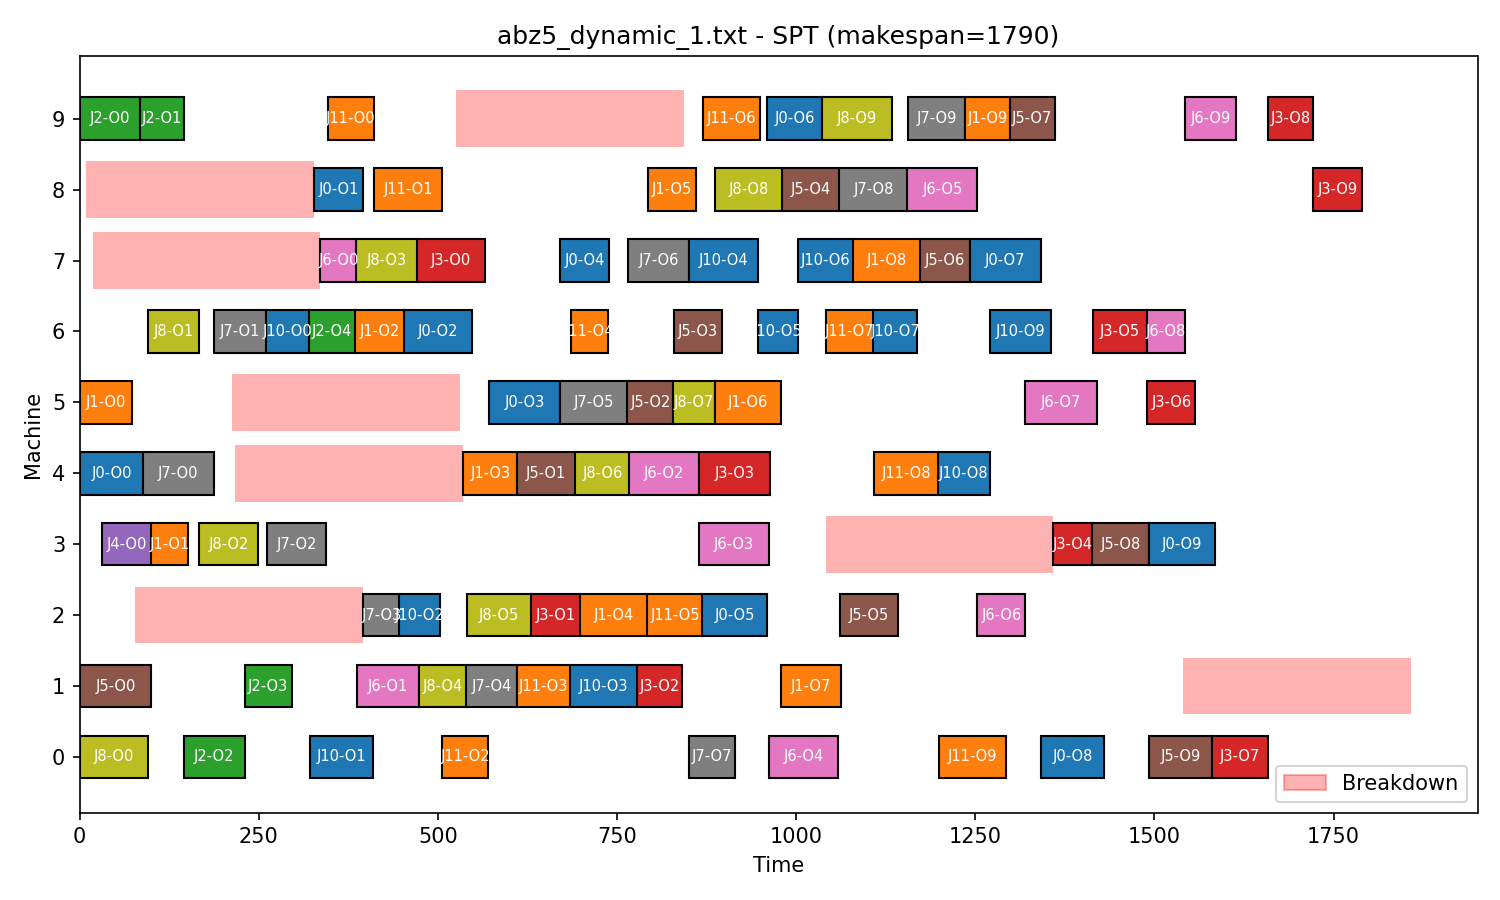 abz5_dynamic_1.txt - SPT (makespan=1790)
Machine
9
J2-O0 J2-O1 J11-O0 J11-O6 J0-O6 J8-O9 J7-O9 J1-O9 J5-O7 J6-O9 J3-O8
8
J0-O1 J11-O1 J1-O5 J8-O8 J5-O4 J7-O8 J6-O5 J3-O9
7
J6-O0 J8-O3 J3-O0 J0-O4 J7-O6 J10-O4 J10-O6 J1-O8 J5-O6 J0-O7
6
J8-O1 J7-O1 J10-O0 J2-O4 J1-O2 J0-O2 J11-O4 J5-O3 J10-O5 J11-O7 J10-O7 J10-O9 J3-O5 J6-O8
5
J1-O0 J0-O3 J7-O5 J5-O2 J8-O7 J1-O6 J6-O7 J3-O6
4
J0-O0 J7-O0 J1-O3 J5-O1 J8-O6 J6-O2 J3-O3 J11-O8 J10-O8
3
J4-O0 J1-O1 J8-O2 J7-O2 J6-O3 J3-O4 J5-O8 J0-O9
2
J7-O3 J10-O2 J8-O5 J3-O1 J1-O4 J11-O5 J0-O5 J5-O5 J6-O6
1
J5-O0 J2-O3 J6-O1 J8-O4 J7-O4 J11-O3 J10-O3 J3-O2 J1-O7
0
J8-O0 J2-O2 J10-O1 J11-O2 J7-O7 J6-O4 J11-O9 J0-O8 J5-O9 J3-O7
Breakdown
0 250 500 750 1000 1250 1500 1750
Time